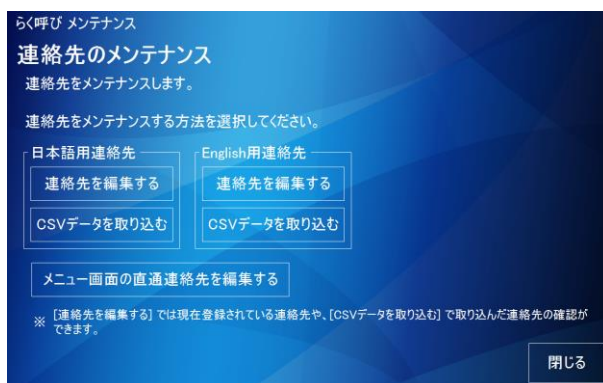 らく呼び メンテナンス
連絡先のメンテナンス
連絡先をメンテナンスします。
連絡先をメンテナンスする方法を選択してください。
日本語用連絡先
English用連絡先
連絡先を編集する
連絡先を編集する
CSVデータを取り込む
CSVデータを取り込む
メニュー画面の直通連絡先を編集する
※ [連絡先を編集する] では現在登録されている連絡先や、[CSVデータを取り込む] で取り込んだ連絡先の確認が
できます。
閉じる